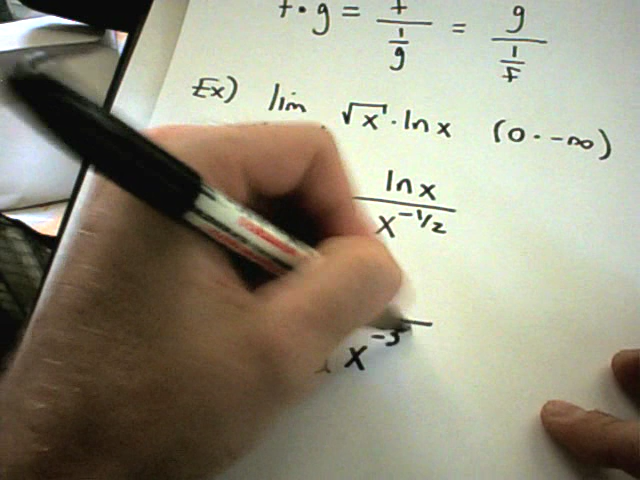 f · g = f / 1/g = g / 1/f
Ex) lim √x · ln x (0 · -∞)
ln x / x^-1/2
x^-3